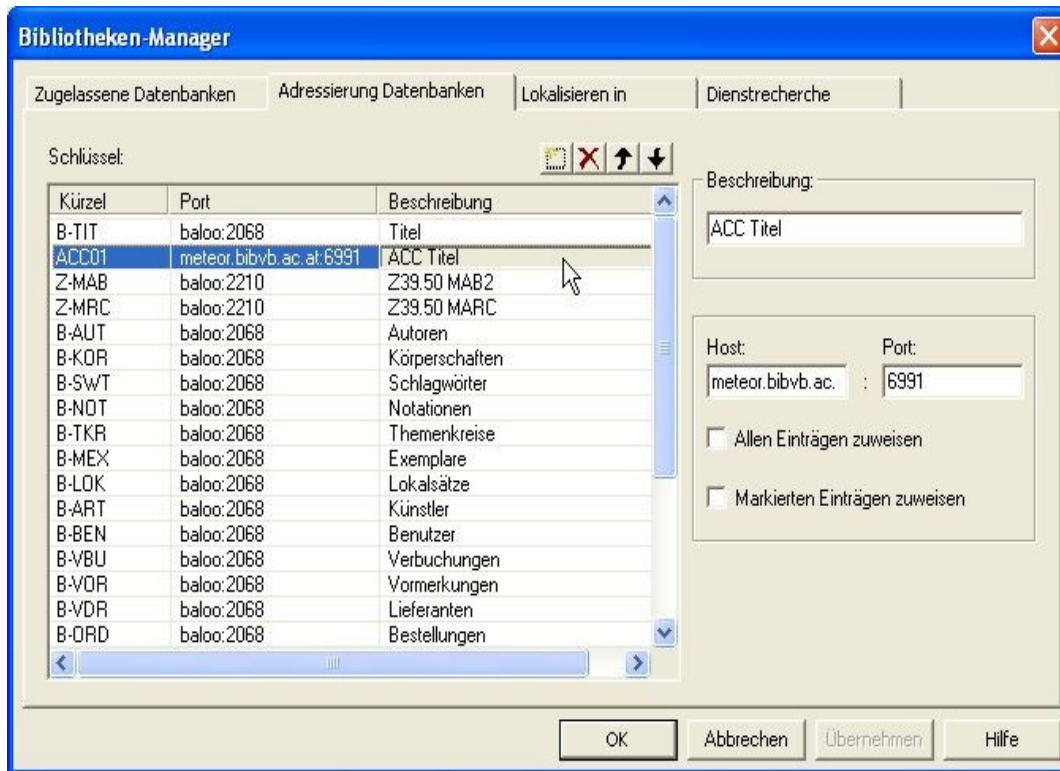 Bibliotheken-Manager
Zugelassene Datenbanken Adressierung Datenbanken Lokalisieren in Dienstrecherche
Schlüssel:
Kürzel Port Beschreibung
B-TIT baloo:2068 Titel
ACC01 meteor.bibvb.ac.at:6991 ACC Titel
Z-MAB baloo:2210 Z39.50 MAB2
Z-MRC baloo:2210 Z39.50 MARC
B-AUT baloo:2068 Autoren
B-KOR baloo:2068 Körperschaften
B-SWT baloo:2068 Schlagwörter
B-NOT baloo:2068 Notationen
B-TKR baloo:2068 Themenkreise
B-MEX baloo:2068 Exemplare
B-LOK baloo:2068 Lokalsätze
B-ART baloo:2068 Künstler
B-BEN baloo:2068 Benutzer
B-VBU baloo:2068 Verbuchungen
B-VOR baloo:2068 Vormerkungen
B-VDR baloo:2068 Lieferanten
B-ORD baloo:2068 Bestellungen
Beschreibung:
ACC Titel
Host: Port:
meteor.bibvb.ac. : 6991
Allen Einträgen zuweisen
Markierten Einträgen zuweisen
OK Abbrechen Übernehmen Hilfe